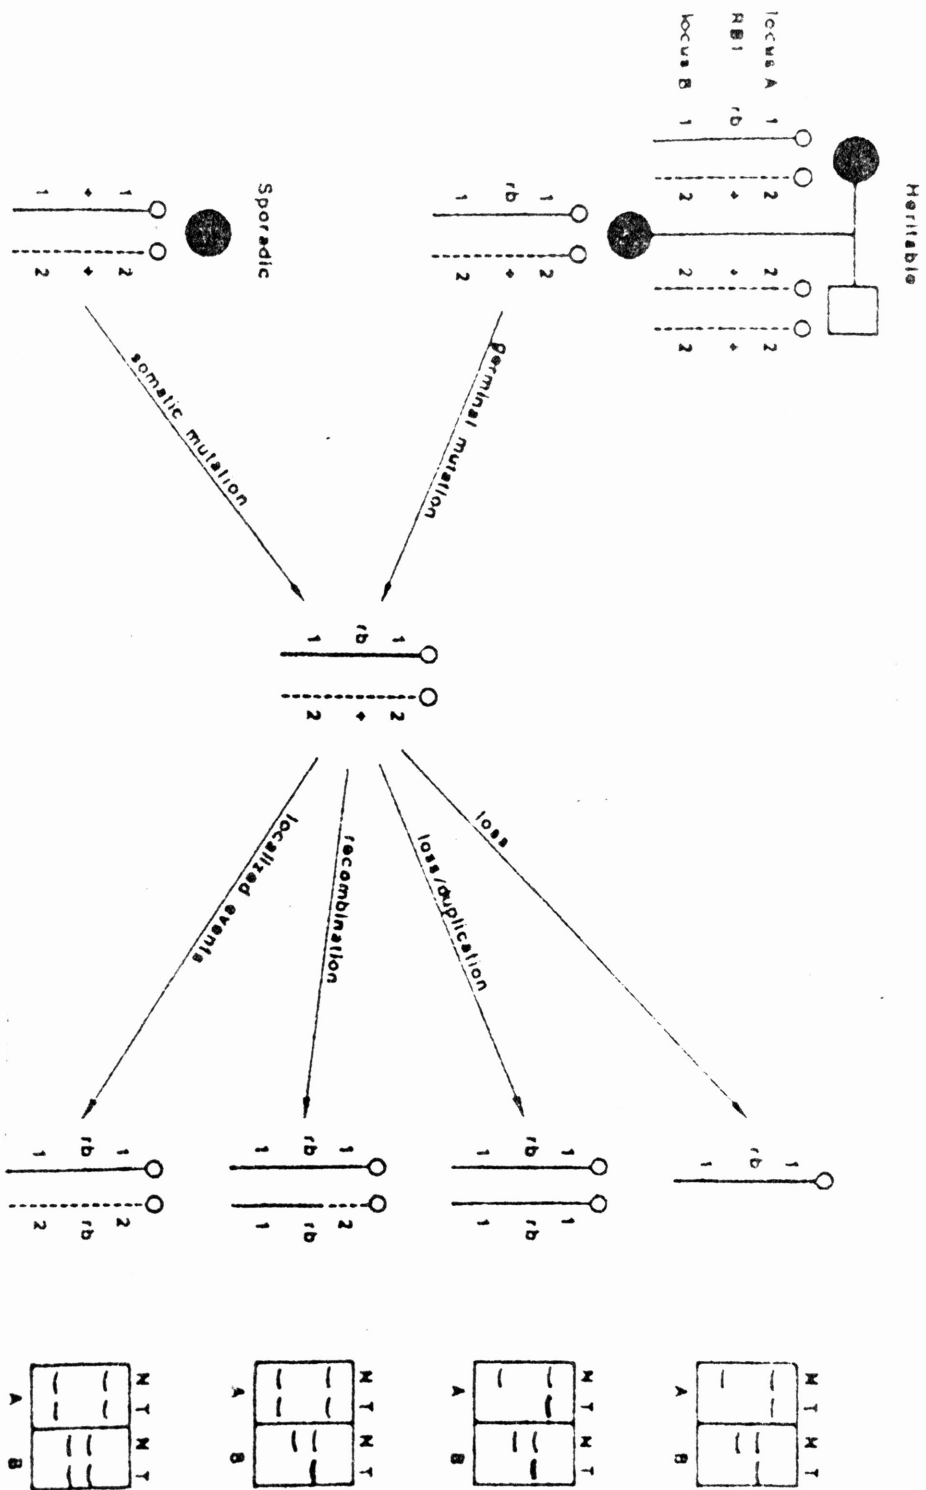 Heritable
locus A 1 2 2 2
RB1 rb + + +
locus B 1 2 2 2
1 2
rb +
1 2
germinal mutation
Sporadic
1 2
+ +
1 2
somatic mutation
1 2
rb +
1 2
loss
loss/duplication
recombination
localized events
1
rb
1
N T N T
A B
1 1
rb rb
1 1
N T N T
A B
1 2
rb rb
1 1
N T N T
A B
1 2
rb rb
1 2
N T N T
A B